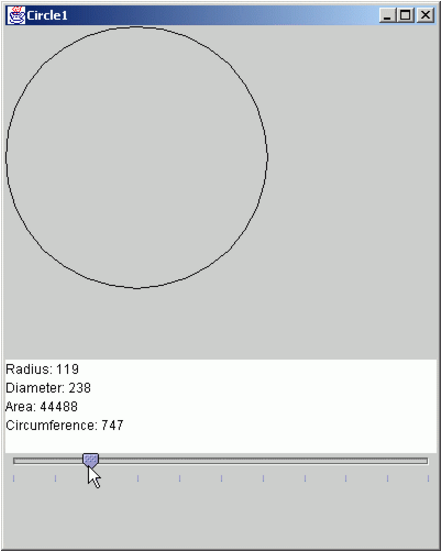 Circle1
Radius: 119
Diameter: 238
Area: 44488
Circumference: 747